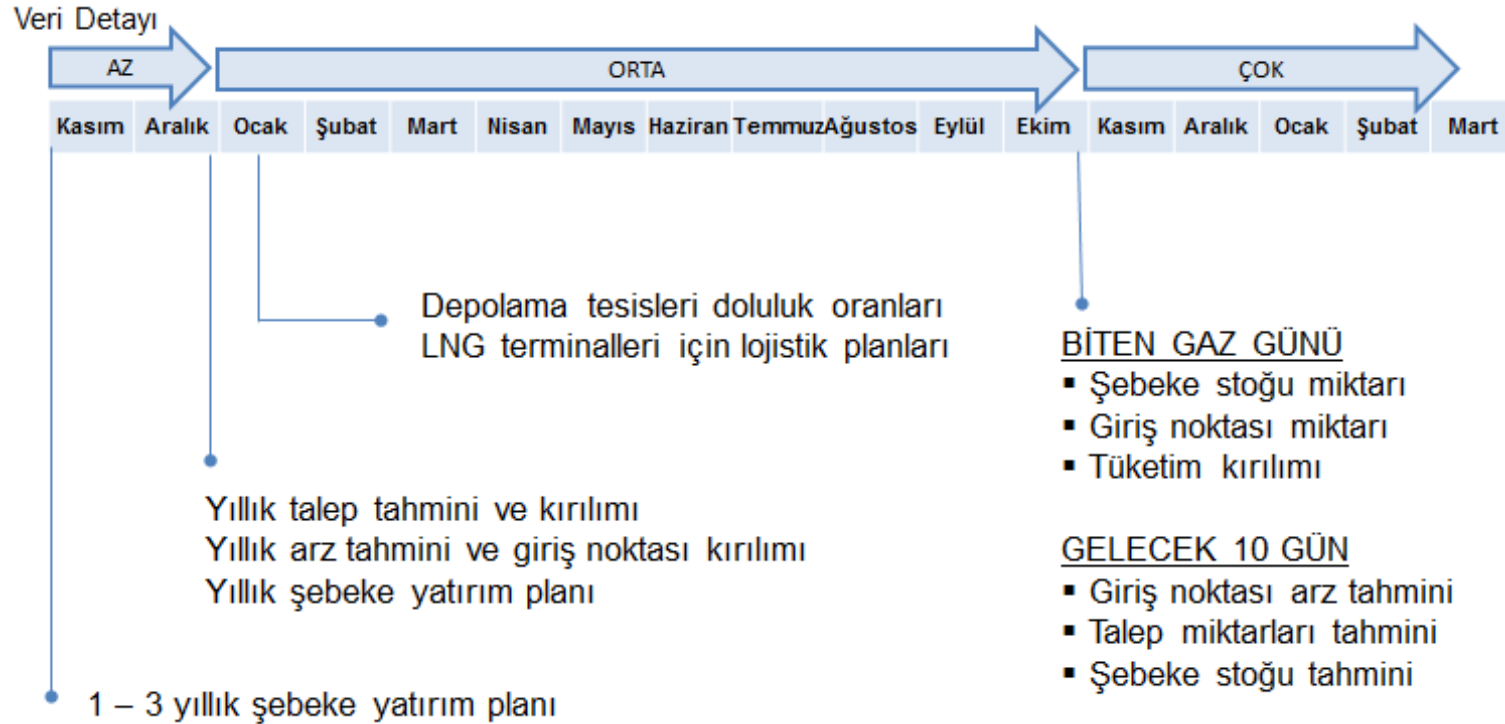 Veri Detayı
AZ ORTA ÇOK
Kasım Aralık Ocak Şubat Mart Nisan Mayıs Haziran Temmuz Ağustos Eylül Ekim Kasım Aralık Ocak Şubat Mart
Depolama tesisleri doluluk oranları
LNG terminalleri için lojistik planları
BİTEN GAZ GÜNÜ
▪ Şebeke stoğu miktarı
▪ Giriş noktası miktarı
▪ Tüketim kırılımı
Yıllık talep tahmini ve kırılımı
Yıllık arz tahmini ve giriş noktası kırılımı
Yıllık şebeke yatırım planı
GELECEK 10 GÜN
▪ Giriş noktası arz tahmini
▪ Talep miktarları tahmini
▪ Şebeke stoğu tahmini
1 – 3 yıllık şebeke yatırım planı